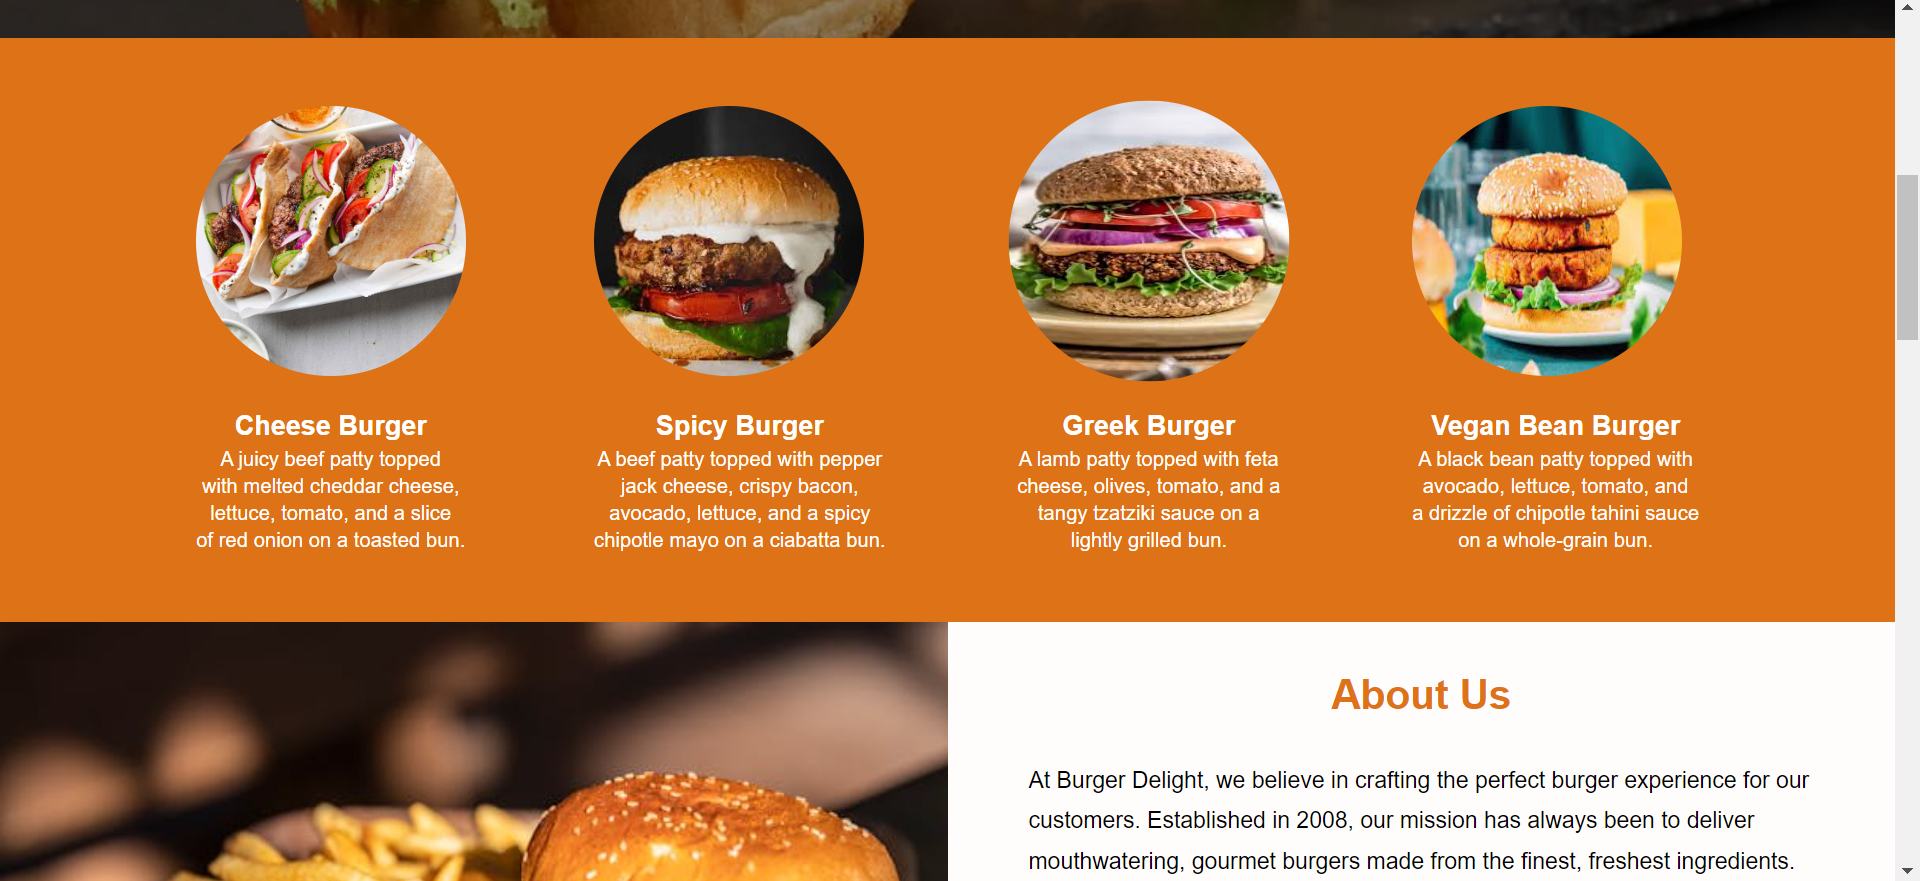 Cheese Burger
A juicy beef patty topped
with melted cheddar cheese,
lettuce, tomato, and a slice
of red onion on a toasted bun.
Spicy Burger
A beef patty topped with pepper
jack cheese, crispy bacon,
avocado, lettuce, and a spicy
chipotle mayo on a ciabatta bun.
Greek Burger
A lamb patty topped with feta
cheese, olives, tomato, and a
tangy tzatziki sauce on a
lightly grilled bun.
Vegan Bean Burger
A black bean patty topped with
avocado, lettuce, tomato, and
a drizzle of chipotle tahini sauce
on a whole-grain bun.
About Us
At Burger Delight, we believe in crafting the perfect burger experience for our
customers. Established in 2008, our mission has always been to deliver
mouthwatering, gourmet burgers made from the finest, freshest ingredients.